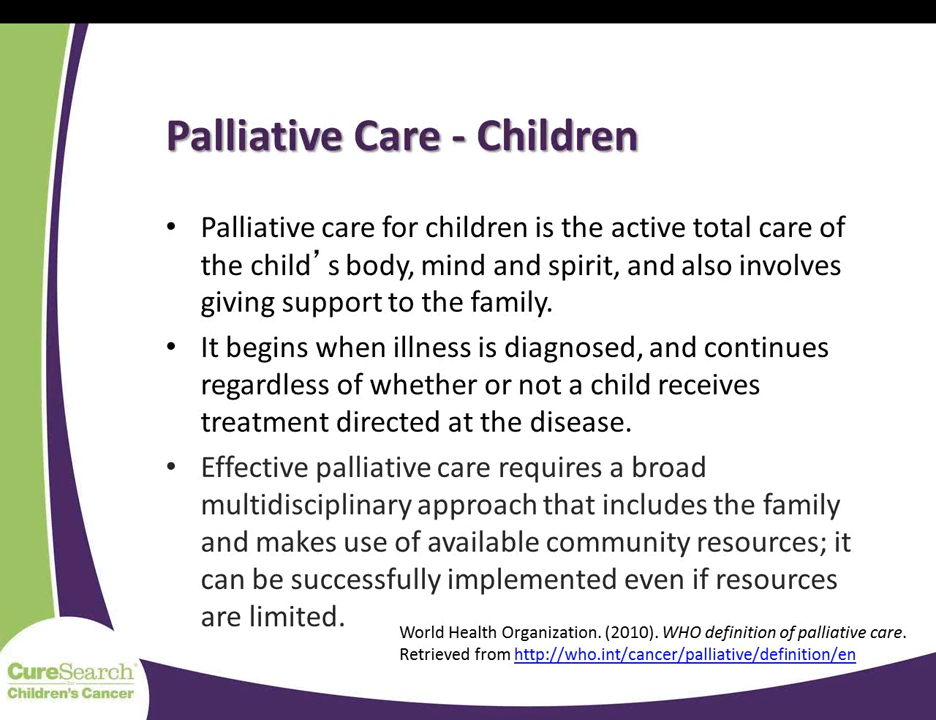 Palliative Care - Children
• Palliative care for children is the active total care of
the child’ s body, mind and spirit, and also involves
giving support to the family.
• It begins when illness is diagnosed, and continues
regardless of whether or not a child receives
treatment directed at the disease.
• Effective palliative care requires a broad
multidisciplinary approach that includes the family
and makes use of available community resources; it
can be successfully implemented even if resources
are limited.
World Health Organization. (2010). WHO definition of palliative care.
Retrieved from http://who.int/cancer/palliative/definition/en
CureSearch
Children's Cancer